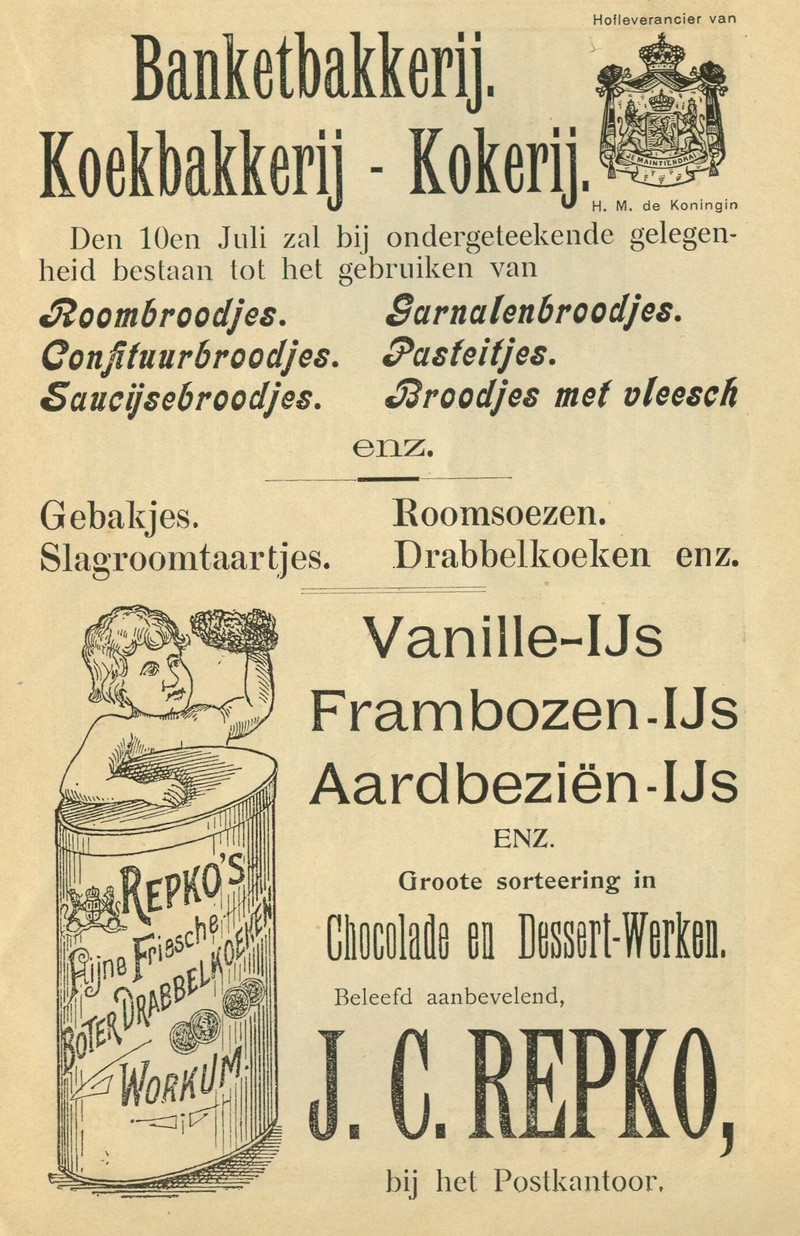 Hofleverancier van
Banketbakkerij.
Koekbakkerij - Kokerij.
JE MAINTIENDRAI
H. M. de Koningin
Den 10en Juli zal bij ondergeteekende gelegen-
heid bestaan tot het gebruiken van
Roombroodjes. Garnalenbroodjes.
Confituurbroodjes. Pasteitjes.
Saucijsebroodjes. Broodjes met vleesch
enz.
Gebakjes. Roomsoezen.
Slagroomtaartjes. Drabbelkoeken enz.
Vanille-IJs
Frambozen-IJs
Aardbeziën-IJs
ENZ.
Groote sorteering in
Chocolade en Dessert-Werken.
Beleefd aanbevelend,
J. C. REPKO,
bij het Postkantoor,
REPKO'S
Fijne Friesche
BOTER DRABBELKOEKEN
WORKUM.